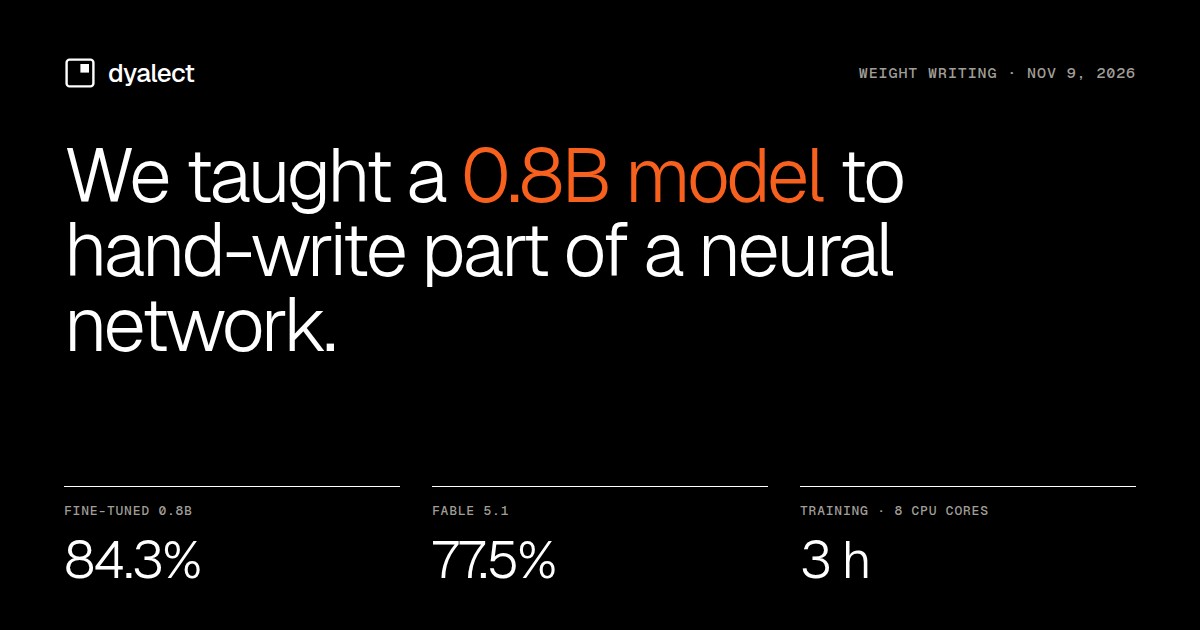 dyalect
WEIGHT WRITING · NOV 9, 2026
We taught a 0.8B model to
hand-write part of a neural
network.
FINE-TUNED 0.8B
84.3%
FABLE 5.1
77.5%
TRAINING · 8 CPU CORES
3 h